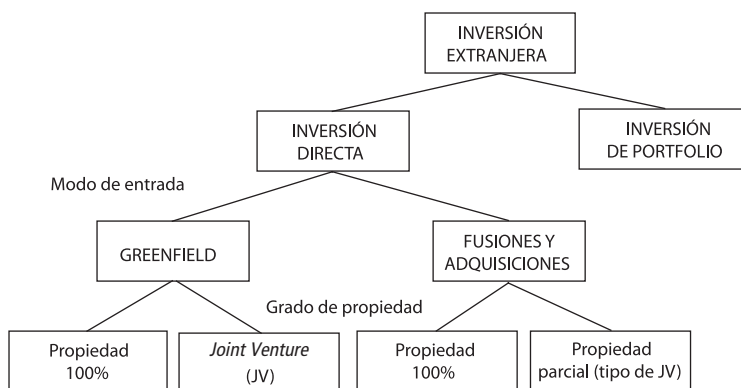 INVERSIÓN
EXTRANJERA
INVERSIÓN
DIRECTA
INVERSIÓN
DE PORTFOLIO
Modo de entrada
GREENFIELD
FUSIONES Y
ADQUISICIONES
Grado de propiedad
Propiedad
100%
Joint Venture
(JV)
Propiedad
100%
Propiedad
parcial (tipo de JV)